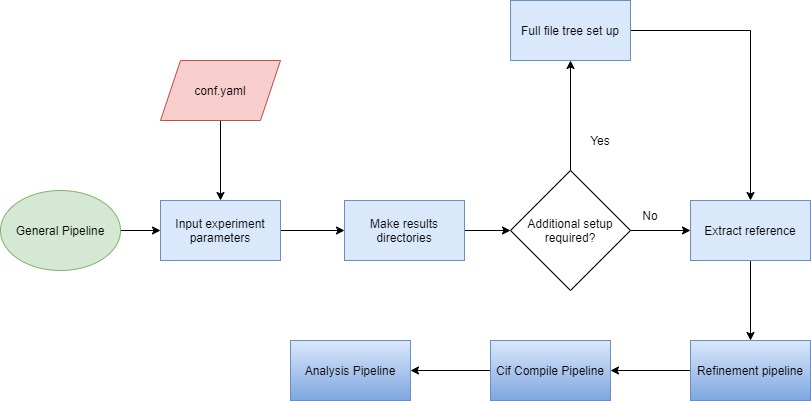 Full file tree set up
conf.yaml
Yes
General Pipeline
Input experiment
parameters
Make results
directories
Additional setup
required?
No
Extract reference
Analysis Pipeline
Cif Compile Pipeline
Refinement pipeline